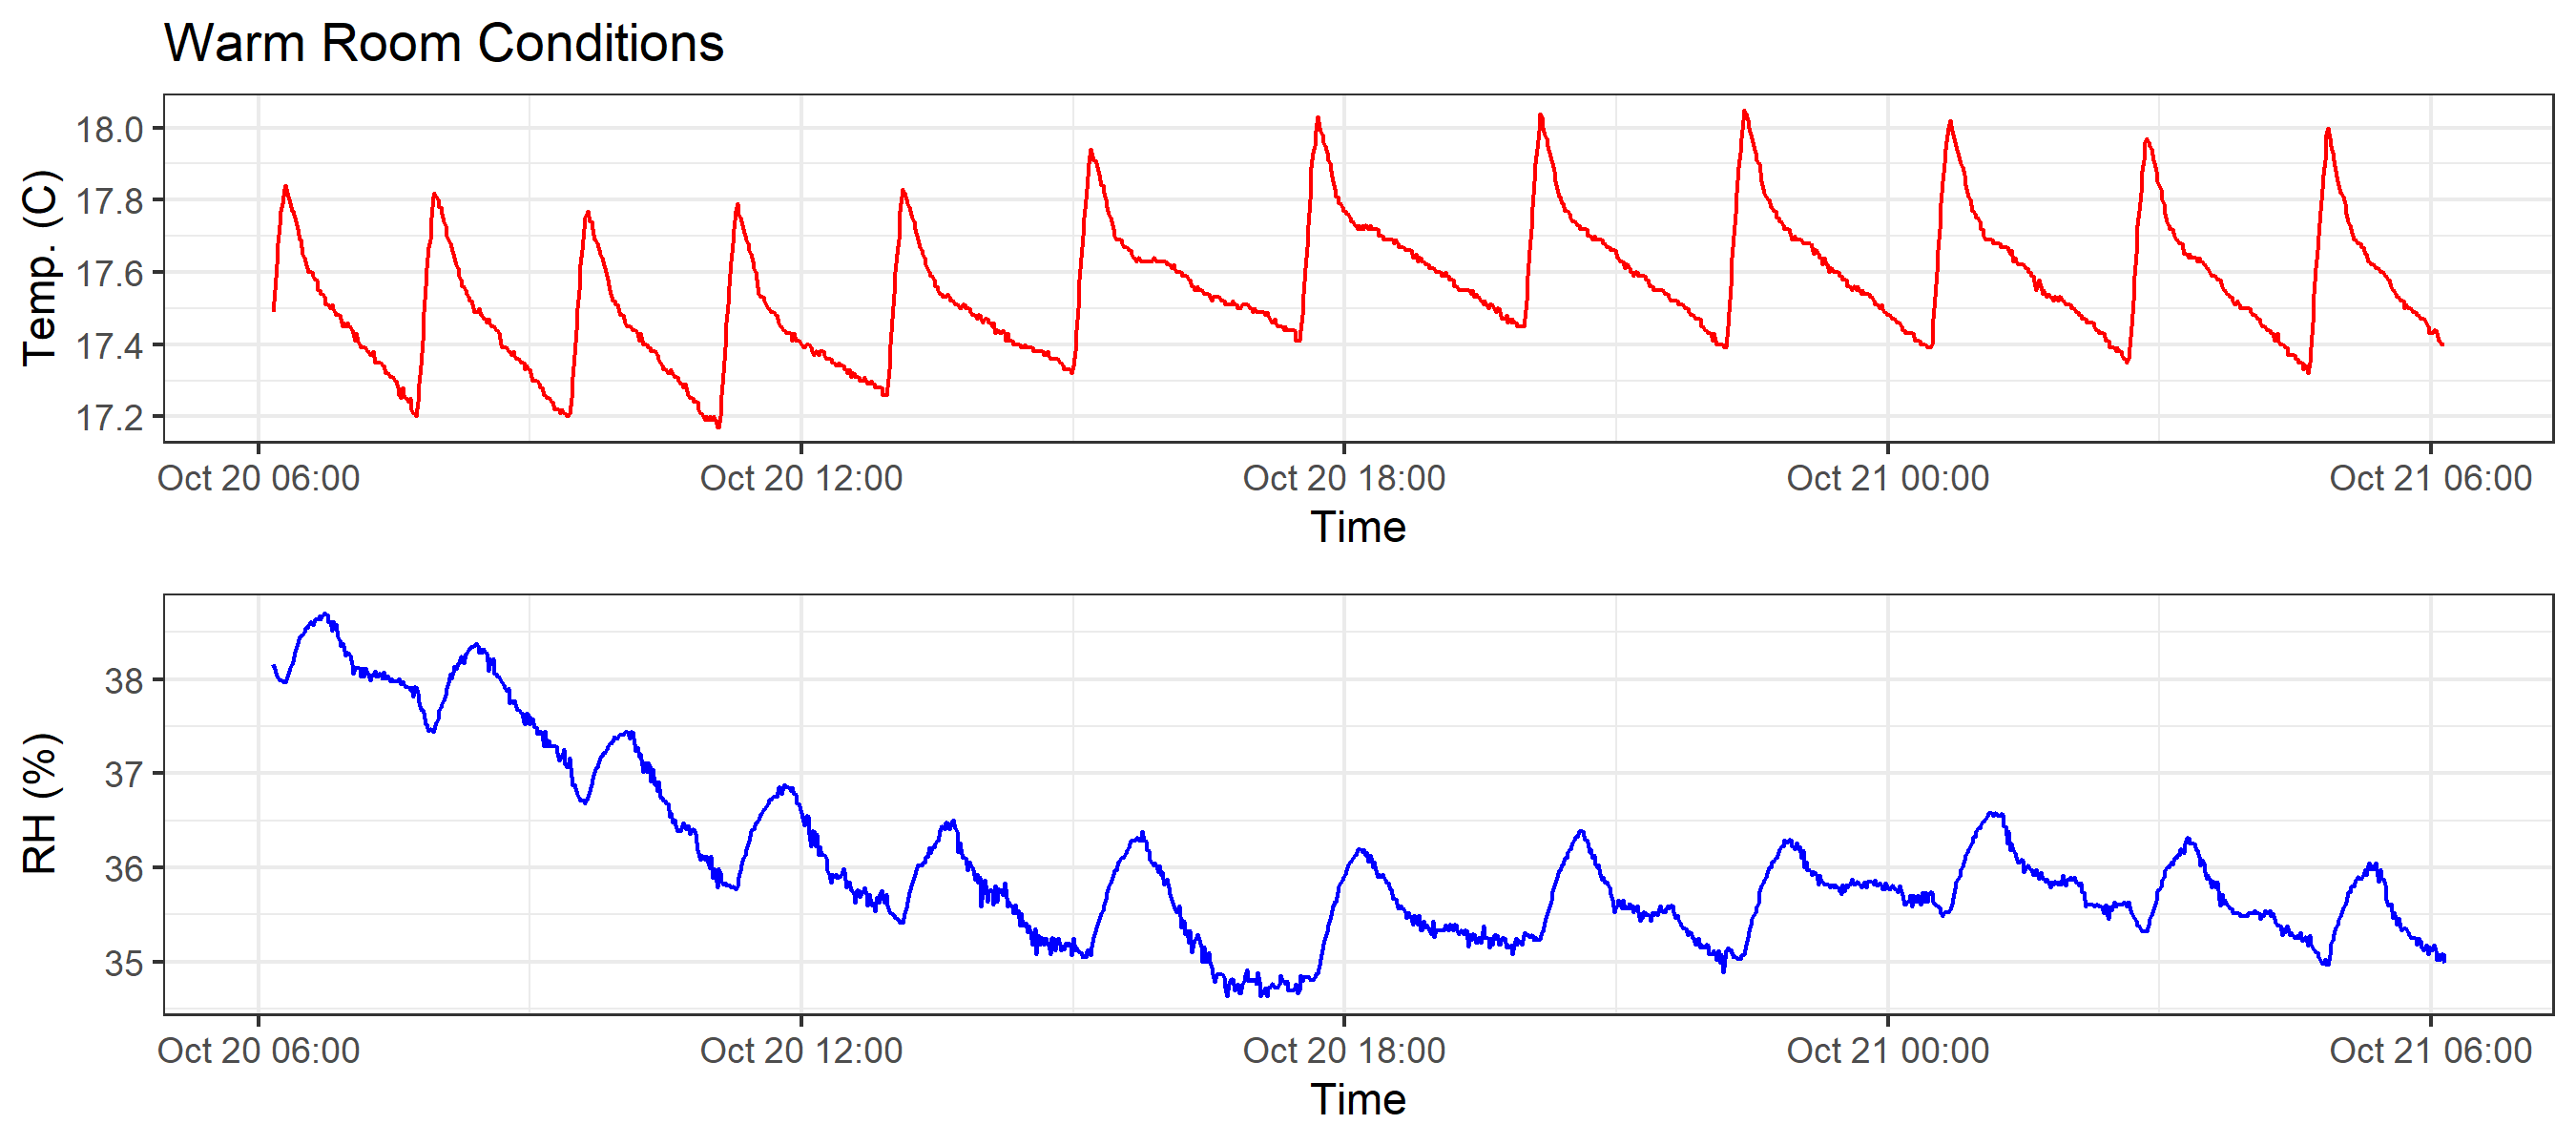 Warm Room Conditions
Temp. (C)
18.0
17.8
17.6
17.4
17.2
Oct 20 06:00 Oct 20 12:00 Oct 20 18:00 Oct 21 00:00 Oct 21 06:00
Time
RH (%)
38
37
36
35
Oct 20 06:00 Oct 20 12:00 Oct 20 18:00 Oct 21 00:00 Oct 21 06:00
Time